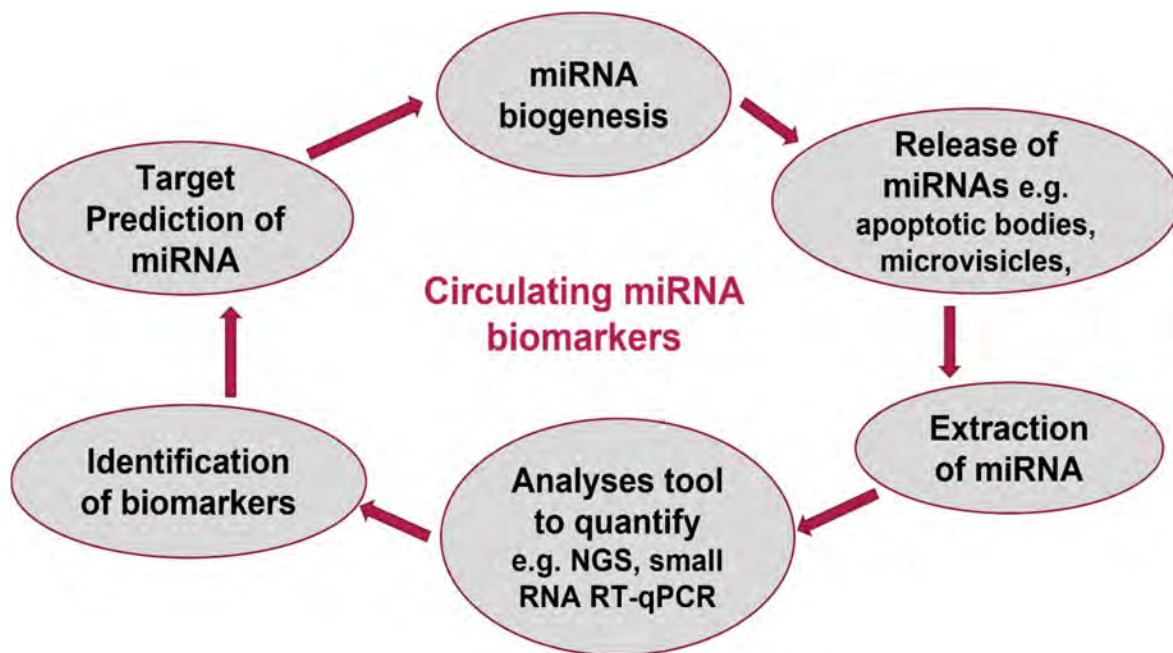 miRNA
biogenesis
Release of
miRNAs e.g.
apoptotic bodies,
microvisicles,
Extraction
of miRNA
Analyses tool
to quantify
e.g. NGS, small
RNA RT-qPCR
Identification
of biomarkers
Target
Prediction of
miRNA
Circulating miRNA
biomarkers